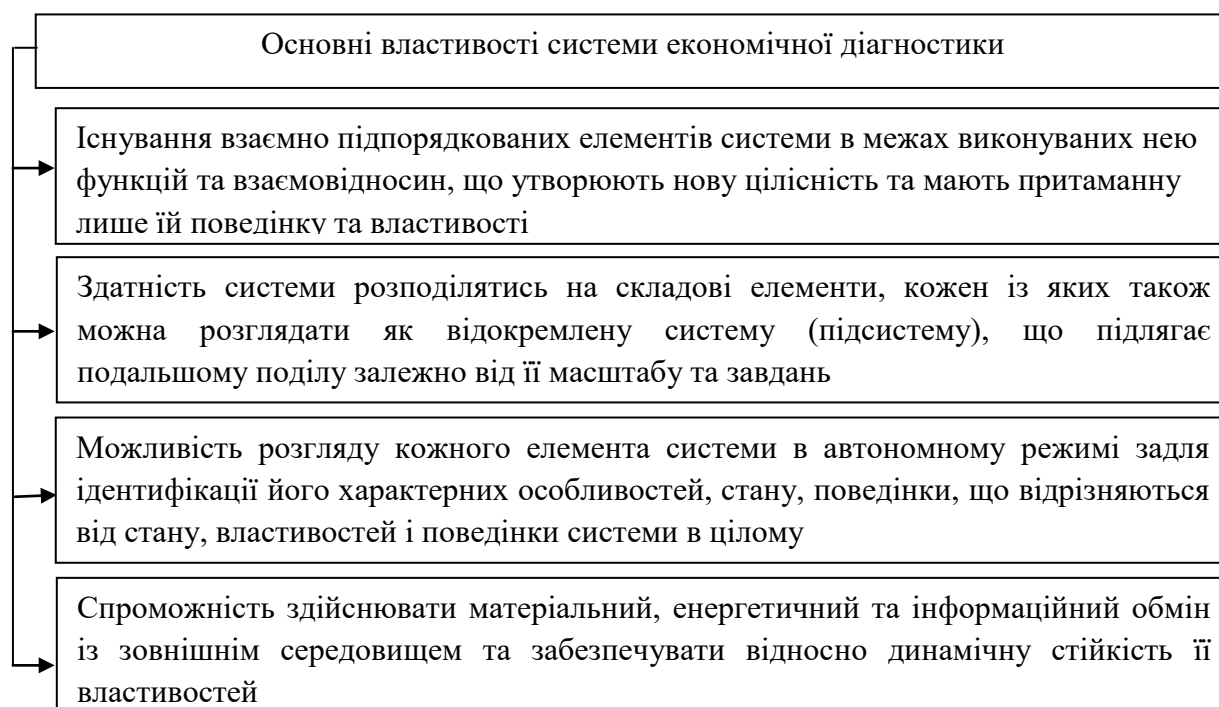 Основні властивості системи економічної діагностики
Існування взаємно підпорядкованих елементів системи в межах виконуваних нею
функцій та взаємовідносин, що утворюють нову цілісність та мають притаманну
лише їй поведінку та властивості
Здатність системи розподілятись на складові елементи, кожен із яких також
можна розглядати як відокремлену систему (підсистему), що підлягає
подальшому поділу залежно від її масштабу та завдань
Можливість розгляду кожного елемента системи в автономному режимі задля
ідентифікації його характерних особливостей, стану, поведінки, що відрізняються
від стану, властивостей і поведінки системи в цілому
Спроможність здійснювати матеріальний, енергетичний та інформаційний обмін
із зовнішнім середовищем та забезпечувати відносно динамічну стійкість її
властивостей